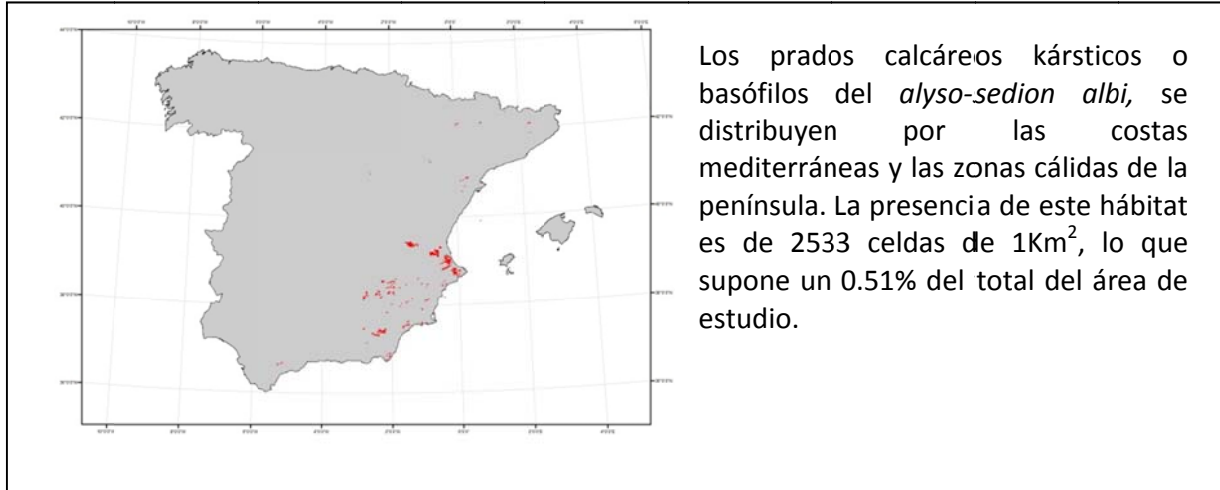 Los prados calcáreos kársticos o
basófilos del alyso-sedion albi, se
distribuyen por las costas
mediterráneas y las zonas cálidas de la
península. La presencia de este hábitat
es de 2533 celdas de 1Km², lo que
supone un 0.51% del total del área de
estudio.